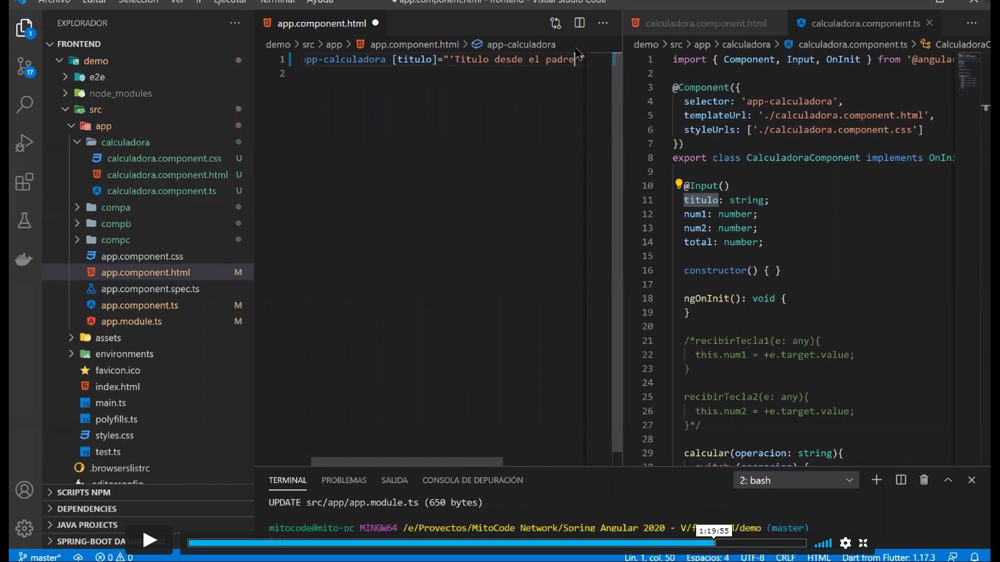 app.component.html - frontend - Visual Studio Code
EXPLORADOR
FRONTEND
demo
e2e
node_modules
src
app
calculadora
calculadora.component.css U
calculadora.component.html U
calculadora.component.ts U
compa
compb
compc
app.component.css
app.component.html M
app.component.spec.ts
app.component.ts M
app.module.ts M
assets
environments
favicon.ico
index.html
main.ts
polyfills.ts
styles.css
test.ts
.browserslistrc
.editorconfig
SCRIPTS NPM
DEPENDENCIES
JAVA PROJECTS
SPRING-BOOT DASHBOARD
app.component.html
demo > src > app > app.component.html > app-calculadora
1 app-calculadora [titulo]="'Titulo desde el padre
2
calculadora.component.html
calculadora.component.ts
demo > src > app > calculadora > calculadora.component.ts > CalculadoraC
1 import { Component, Input, OnInit } from '@angular
2
3 @Component({
4 selector: 'app-calculadora',
5 templateUrl: './calculadora.component.html',
6 styleUrls: ['./calculadora.component.css']
7 })
8 export class CalculadoraComponent implements OnIni
9
10 @Input()
11 titulo: string;
12 num1: number;
13 num2: number;
14 total: number;
15
16 constructor() { }
17
18 ngOnInit(): void {
19 }
20
21 /*recibirTecla1(e: any){
22 this.num1 = +e.target.value;
23 }
24
25 recibirTecla2(e: any){
26 this.num2 = +e.target.value;
27 }*/
28
29 calcular(operacion: string){
30 switch (operacion) {
TERMINAL PROBLEMAS SALIDA CONSOLA DE DEPURACIÓN
2: bash
UPDATE src/app/app.module.ts (650 bytes)
mitocode@mito-pc MINGW64 /e/Proyectos/MitoCode Network/Spring Angular 2020 - V/frontend/demo (master)
1:19:55
master* 0 0
Lín. 1, col. 50 Espacios: 4 UTF-8 CRLF HTML Dart from Flutter: 1.17.3